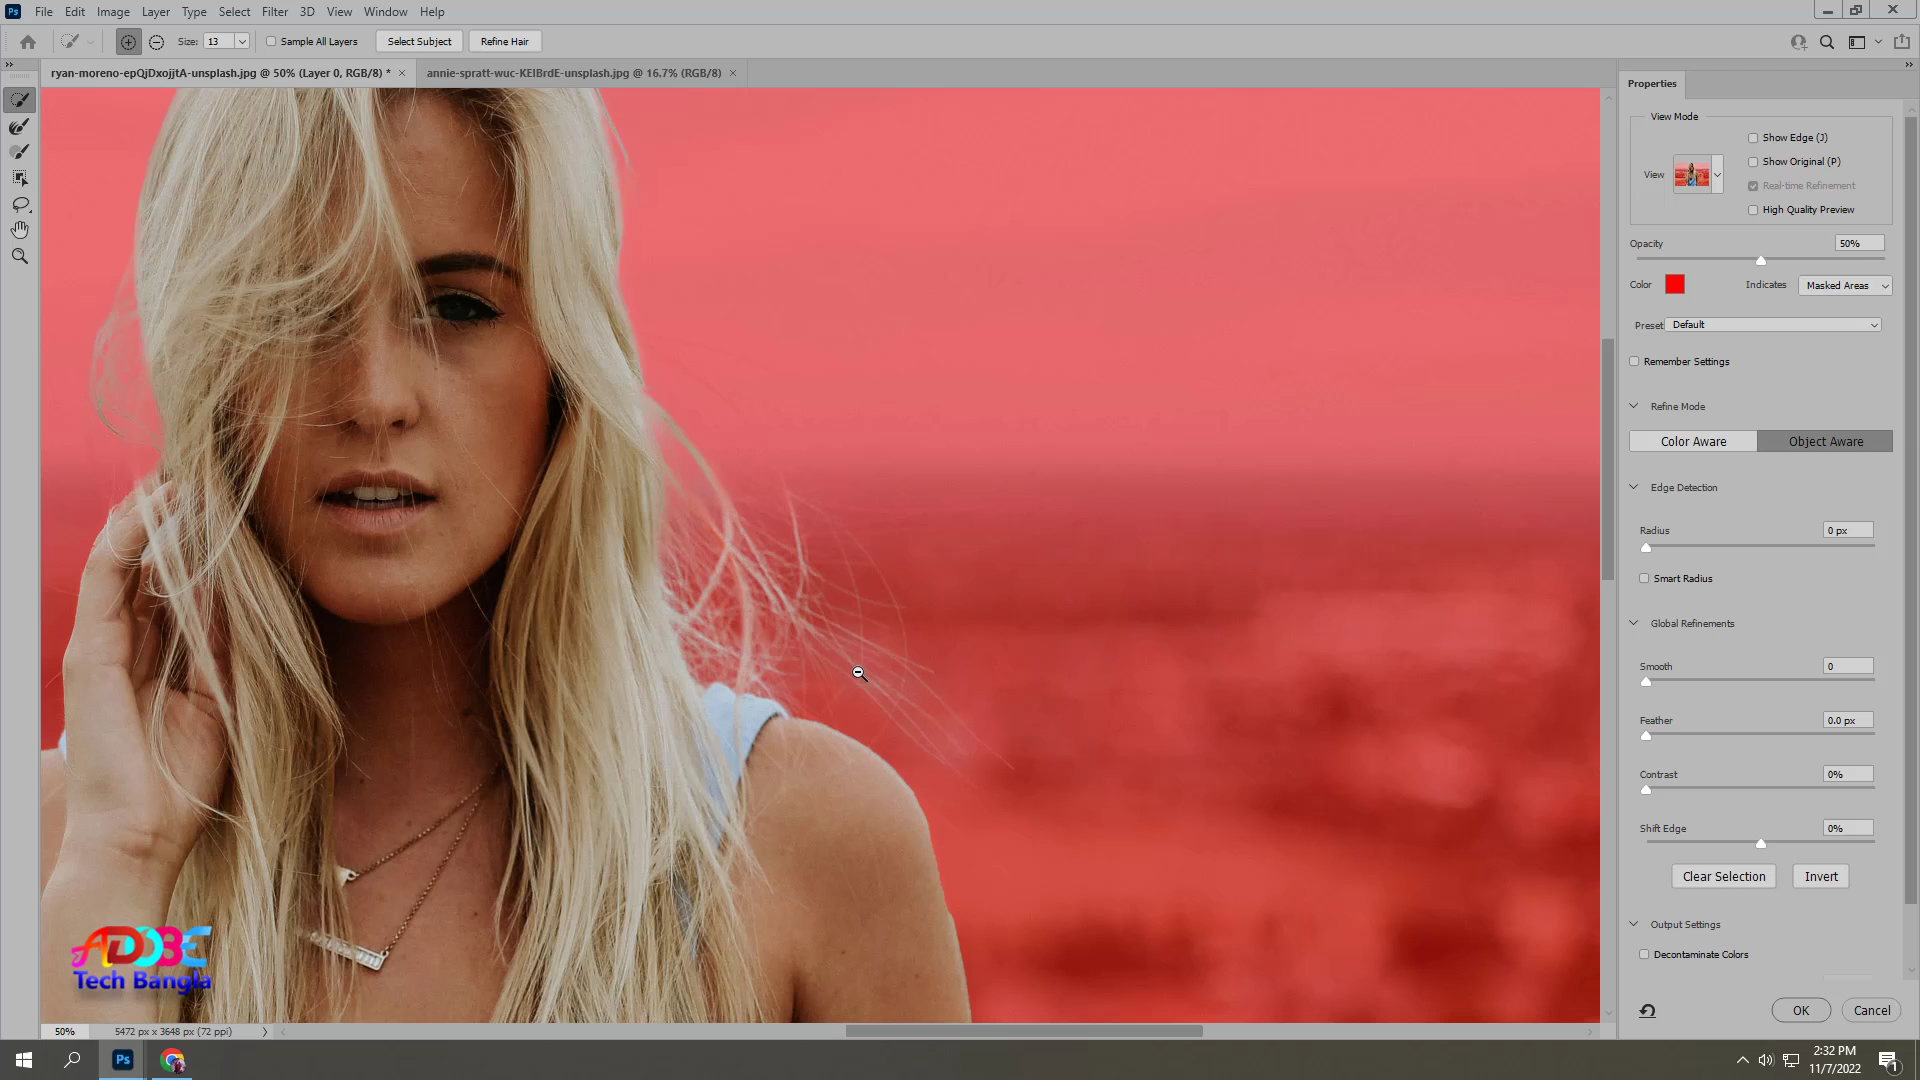 Ps File Edit Image Layer Type Select Filter 3D View Window Help
Size: 13 Sample All Layers Select Subject Refine Hair
ryan-moreno-epQjDxojjtA-unsplash.jpg @ 50% (Layer 0, RGB/8) * × annie-spratt-wuc-KEIBrdE-unsplash.jpg @ 16.7% (RGB/8) ×
Properties
View Mode
Show Edge (J)
View
Show Original (P)
Real-time Refinement
High Quality Preview
Opacity 50%
Color Indicates Masked Areas
Preset Default
Remember Settings
Refine Mode
Color Aware Object Aware
Edge Detection
Radius 0 px
Smart Radius
Global Refinements
Smooth 0
Feather 0.0 px
Contrast 0%
Shift Edge 0%
Clear Selection Invert
Output Settings
Decontaminate Colors
OK Cancel
ADOBE
Tech Bangla
50% 5472 px x 3648 px (72 ppi)
Ps
2:32 PM
11/7/2022
1